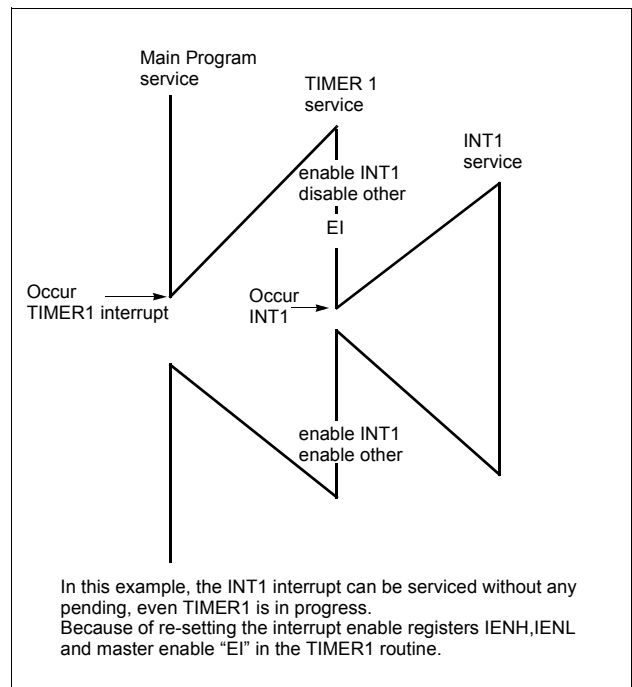 Main Program
service
TIMER 1
service
INT1
service
enable INT1
disable other
EI
Occur
TIMER1 interrupt
Occur
INT1
enable INT1
enable other
In this example, the INT1 interrupt can be serviced without any
pending, even TIMER1 is in progress.
Because of re-setting the interrupt enable registers IENH,IENL
and master enable “EI” in the TIMER1 routine.